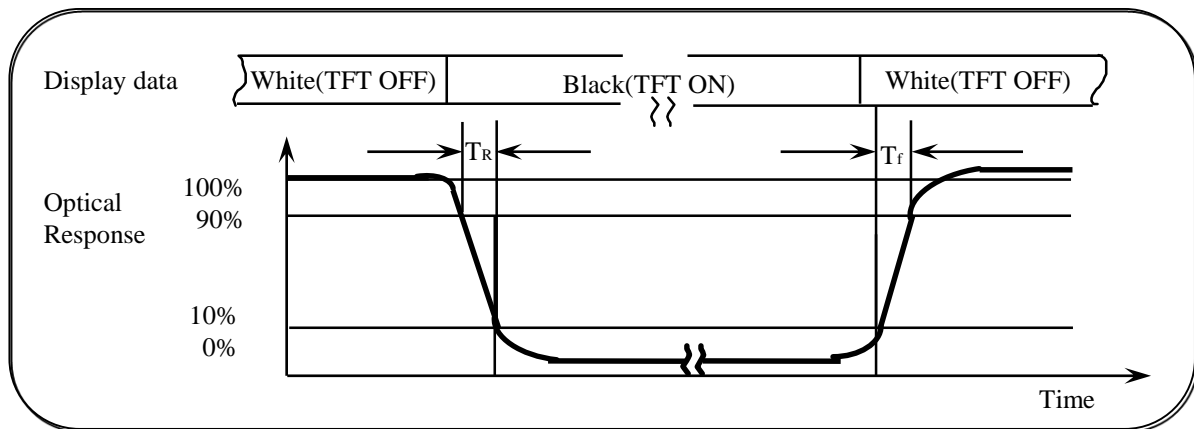 Display data
White(TFT OFF)
Black(TFT ON)
White(TFT OFF)
TR
Tf
Optical
Response
100%
90%
10%
0%
Time